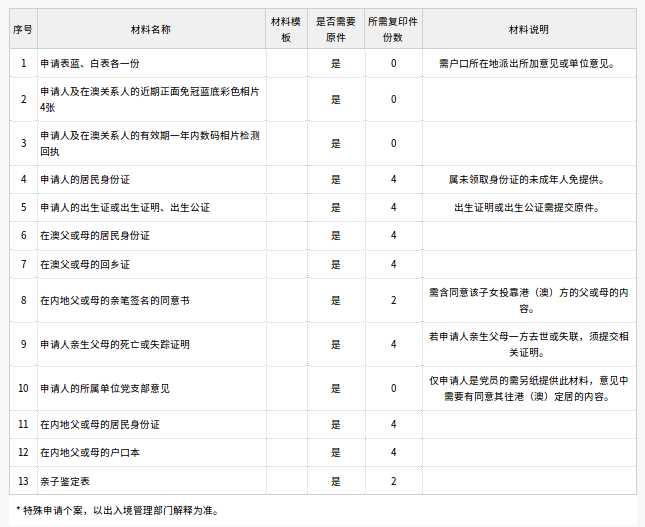 序号 材料名称 材料模板 是否需要原件 所需复印件份数 材料说明
1 申请表蓝、白表各一份 是 0 需户口所在地派出所加意见或单位意见。
2 申请人及在澳关系人的近期正面免冠蓝底彩色相片4张 是 0
3 申请人及在澳关系人的有效期一年内数码相片检测回执 是 0
4 申请人的居民身份证 是 4 属未领取身份证的未成年人免提供。
5 申请人的出生证或出生证明、出生公证 是 4 出生证明或出生公证需提交原件。
6 在澳父或母的居民身份证 是 4
7 在澳父或母的回乡证 是 4
8 在内地父或母的亲笔签名的同意书 是 2 需含同意该子女投靠港（澳）方的父或母的内容。
9 申请人亲生父母的死亡或失踪证明 是 4 若申请人亲生父母一方去世或失联，须提交相关证明。
10 申请人的所属单位党支部意见 是 0 仅申请人是党员的需另纸提供此材料，意见中需要有同意其往港（澳）定居的内容。
11 在内地父或母的居民身份证 是 4
12 在内地父或母的户口本 是 4
13 亲子鉴定表 是 2
* 特殊申请个案，以出入境管理部门解释为准。